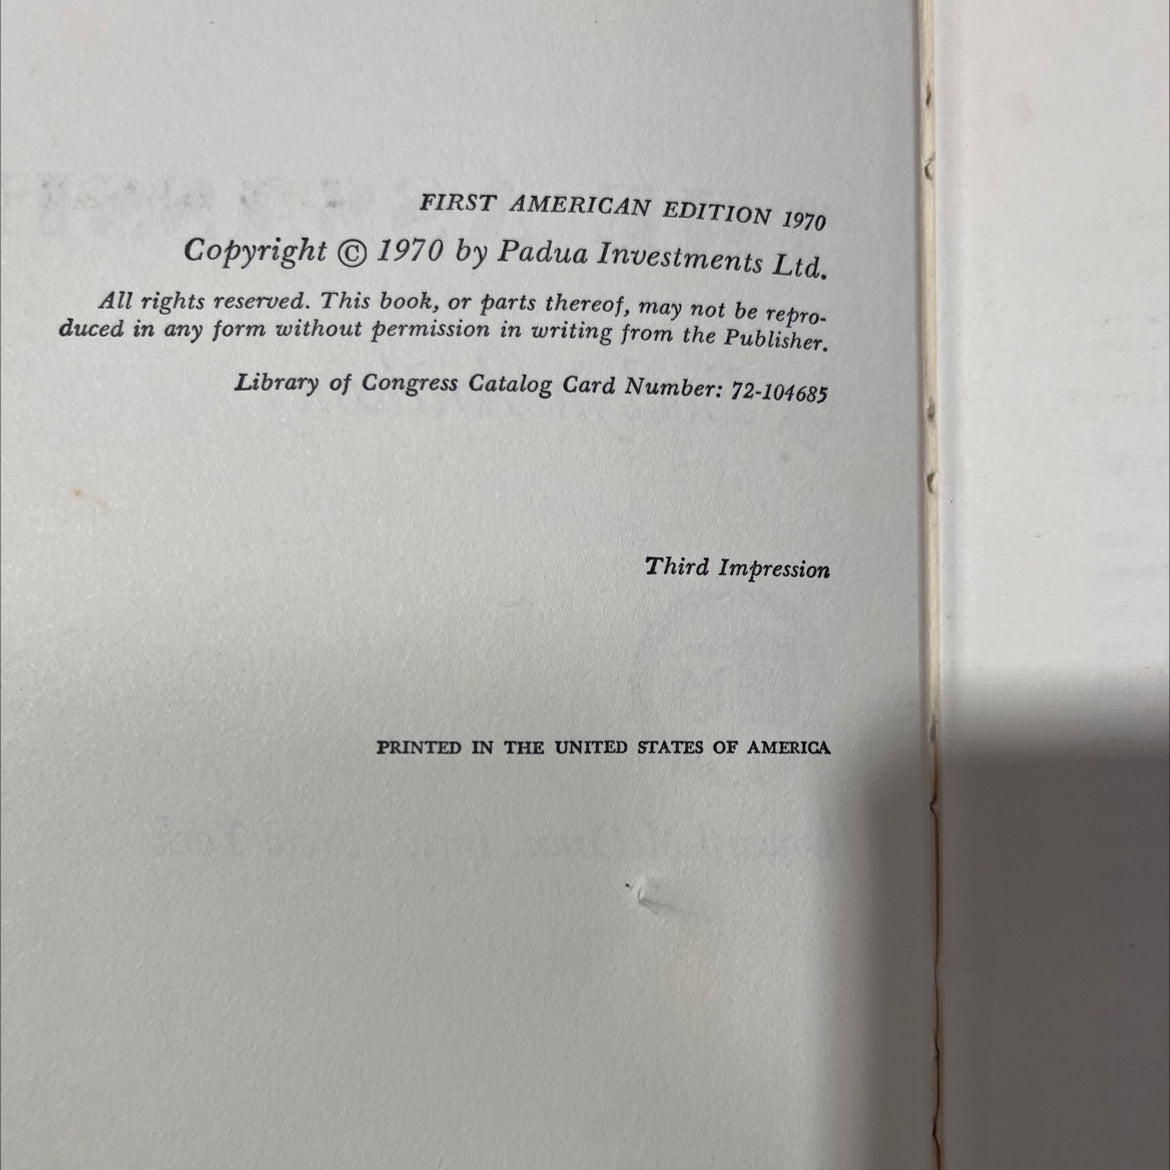 FIRST AMERICAN EDITION 1970
Copyright © 1970 by Padua Investments Ltd.
All rights reserved. This book, or parts thereof, may not be repro-
duced in any form without permission in writing from the Publisher.
Library of Congress Catalog Card Number: 72-104685
Third Impression
PRINTED IN THE UNITED STATES OF AMERICA